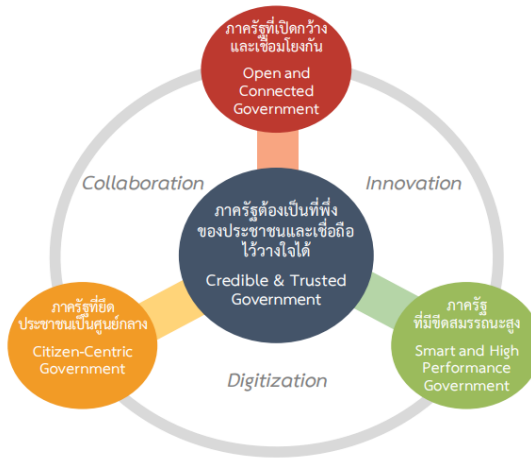 ภาครัฐที่เปิดกว้าง
และเชื่อมโยงกัน
Open and
Connected
Government
Collaboration
Innovation
ภาครัฐต้องเป็นที่พึ่ง
ของประชาชนและเชื่อถือ
ไว้วางใจได้
Credible & Trusted
Government
ภาครัฐที่ยึด
ประชาชนเป็นศูนย์กลาง
Citizen-Centric
Government
ภาครัฐ
ที่มีขีดสมรรถนะสูง
Smart and High
Performance
Government
Digitization